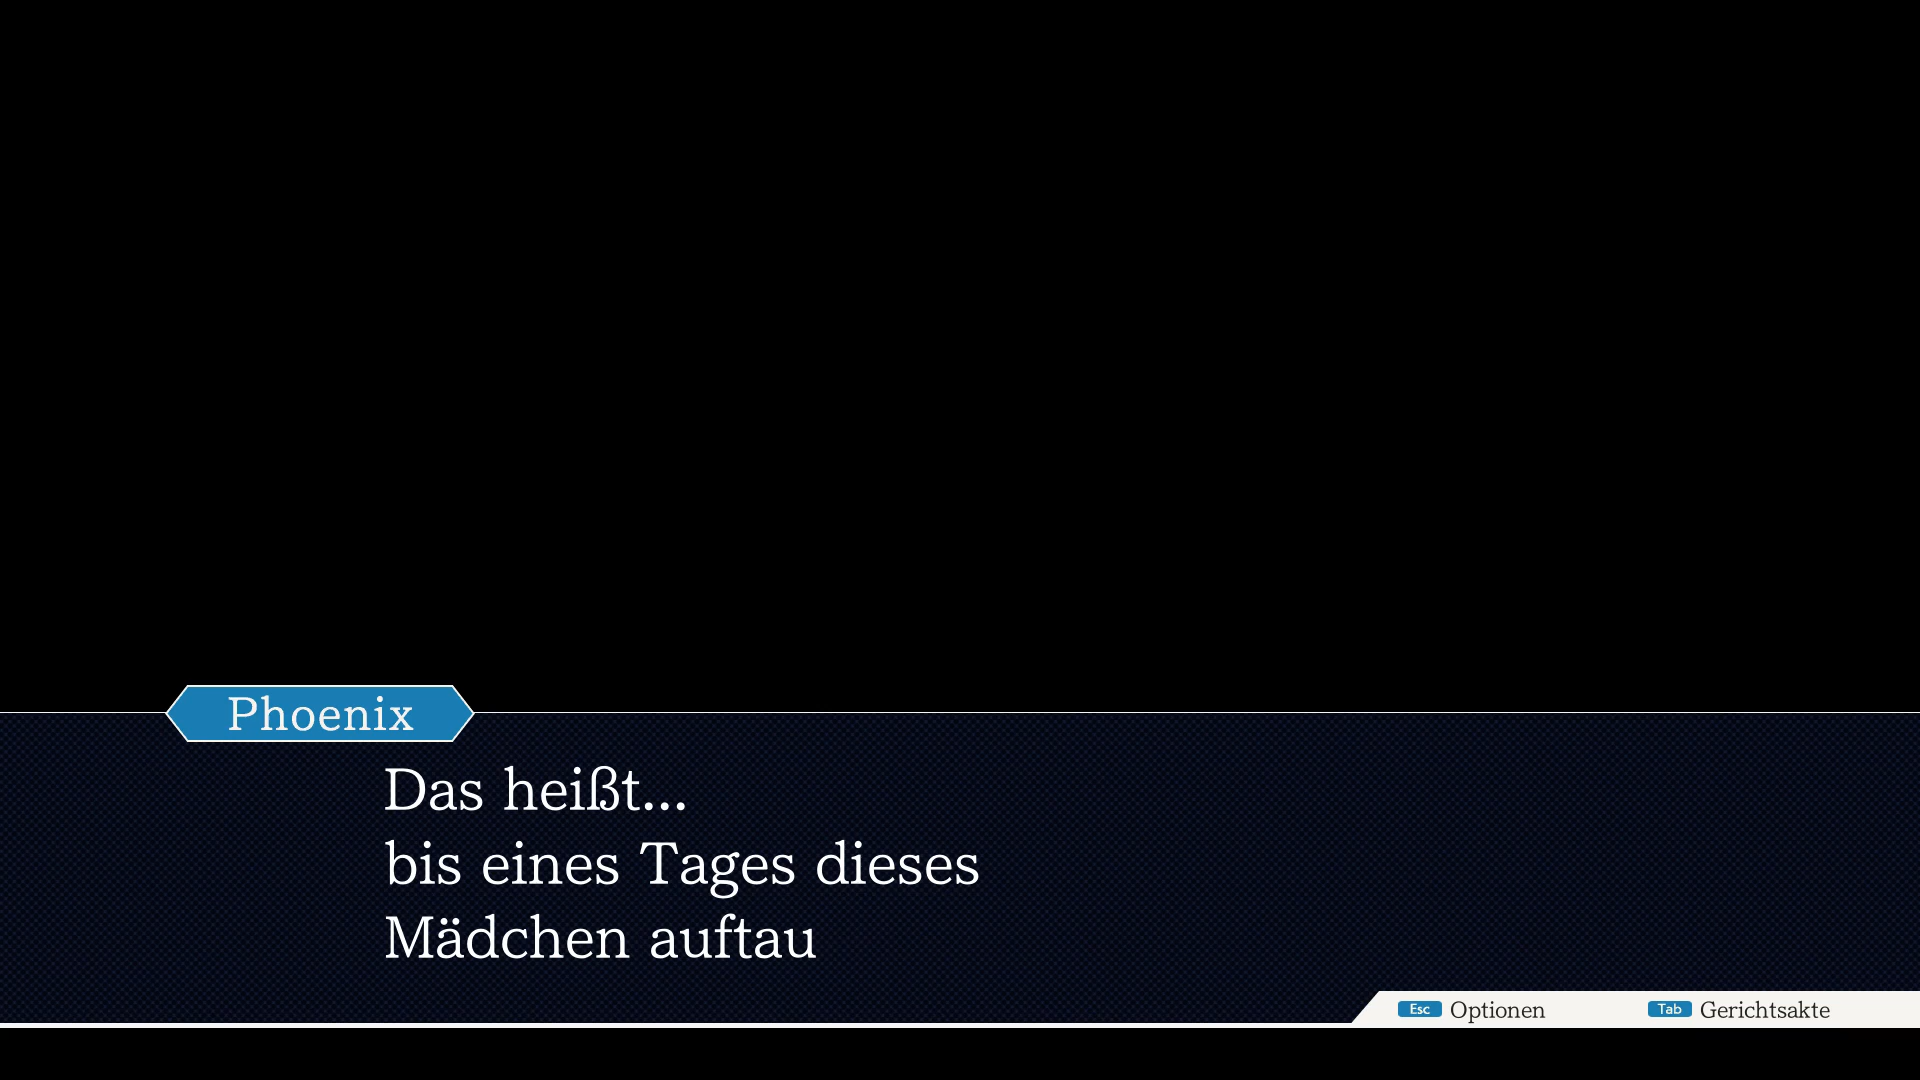 Phoenix
Das heißt...
bis eines Tages dieses
Mädchen auftau
Esc Optionen
Tab Gerichtsakte